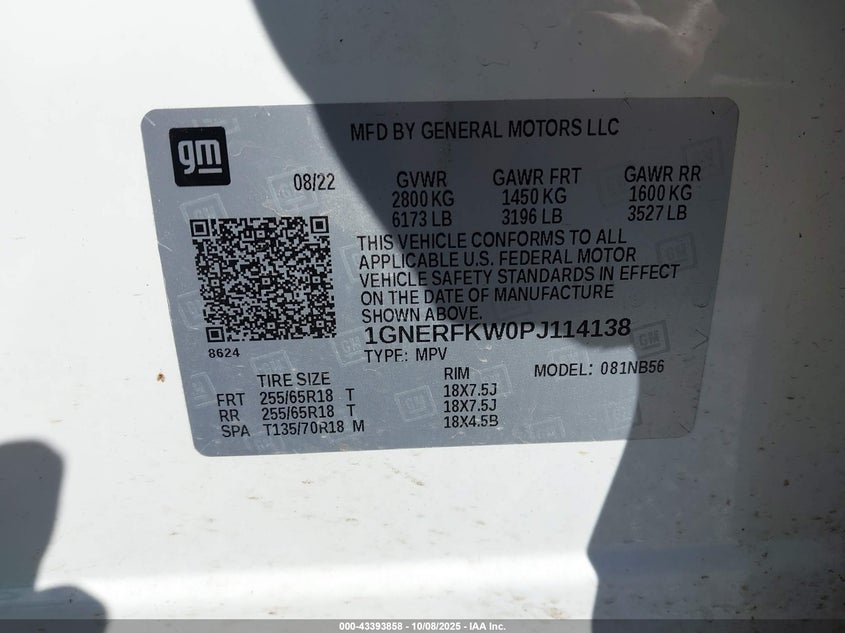 gm
MFD BY GENERAL MOTORS LLC
08/22
GVWR GAWR FRT GAWR RR
2800 KG 1450 KG 1600 KG
6173 LB 3196 LB 3527 LB
THIS VEHICLE CONFORMS TO ALL
APPLICABLE U.S. FEDERAL MOTOR
VEHICLE SAFETY STANDARDS IN EFFECT
ON THE DATE OF MANUFACTURE
SHOWN ABOVE.
1GNERFKW0PJ114138
8624
TYPE: MPV MODEL: 081NB56
TIRE SIZE RIM
FRT 255/65R18 T 18X7.5J
RR 255/65R18 T 18X7.5J
SPA T135/70R18 M 18X4.5B
000-43393858 - 10/08/2025 - IAA Inc.